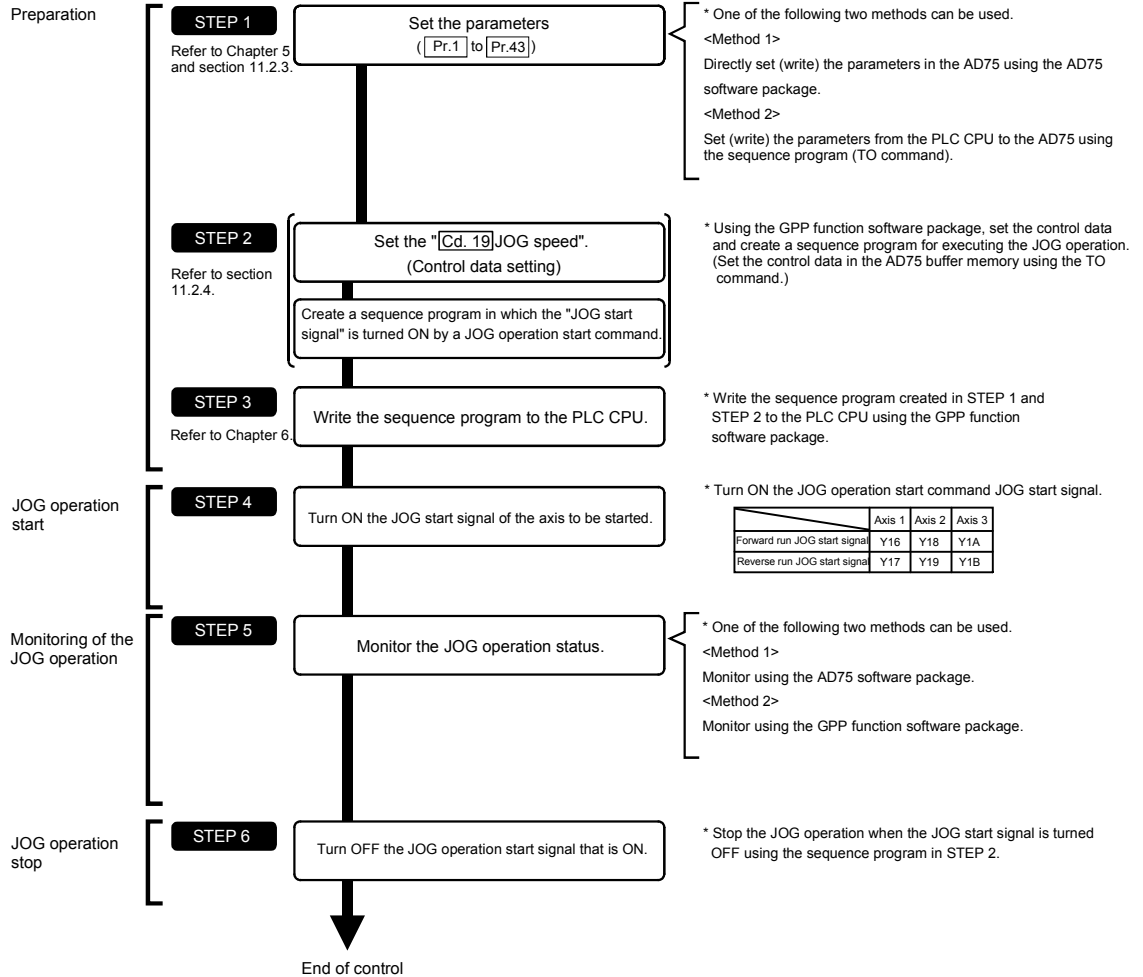 Preparation
STEP 1
Refer to Chapter 5
and section 11.2.3.
Set the parameters
( Pr.1 to Pr.43 )
* One of the following two methods can be used.
<Method 1>
Directly set (write) the parameters in the AD75 using the AD75
software package.
<Method 2>
Set (write) the parameters from the PLC CPU to the AD75 using
the sequence program (TO command).
STEP 2
Refer to section
11.2.4.
Set the "Cd. 19 JOG speed".
(Control data setting)
Create a sequence program in which the "JOG start
signal" is turned ON by a JOG operation start command.
* Using the GPP function software package, set the control data
and create a sequence program for executing the JOG operation.
(Set the control data in the AD75 buffer memory using the TO
command.)
STEP 3
Refer to Chapter 6.
Write the sequence program to the PLC CPU.
* Write the sequence program created in STEP 1 and
STEP 2 to the PLC CPU using the GPP function
software package.
JOG operation
start
STEP 4
Turn ON the JOG start signal of the axis to be started.
* Turn ON the JOG operation start command JOG start signal.
Axis 1 Axis 2 Axis 3
Forward run JOG start signal Y16 Y18 Y1A
Reverse run JOG start signal Y17 Y19 Y1B
Monitoring of the
JOG operation
STEP 5
Monitor the JOG operation status.
* One of the following two methods can be used.
<Method 1>
Monitor using the AD75 software package.
<Method 2>
Monitor using the GPP function software package.
JOG operation
stop
STEP 6
Turn OFF the JOG operation start signal that is ON.
* Stop the JOG operation when the JOG start signal is turned
OFF using the sequence program in STEP 2.
End of control